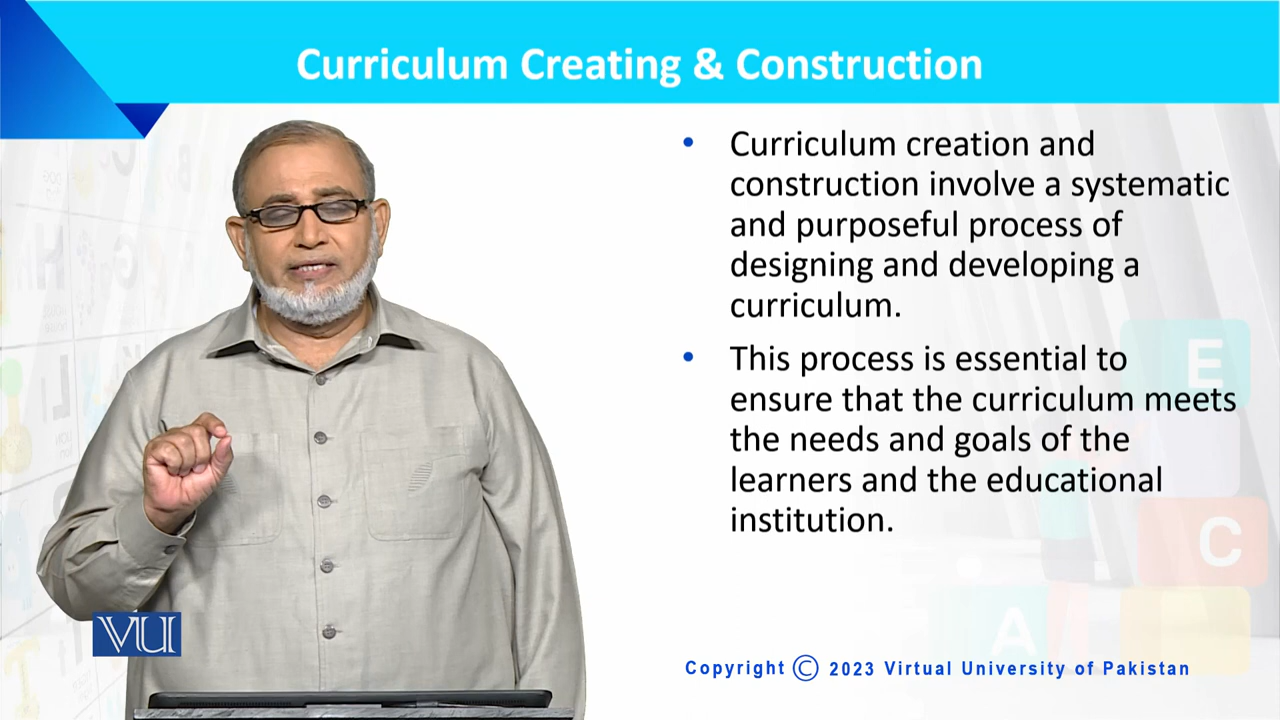 Curriculum Creating & Construction
• Curriculum creation and
construction involve a systematic
and purposeful process of
designing and developing a
curriculum.
• This process is essential to
ensure that the curriculum meets
the needs and goals of the
learners and the educational
institution.
E
C
A
VU
Copyright © 2023 Virtual University of Pakistan